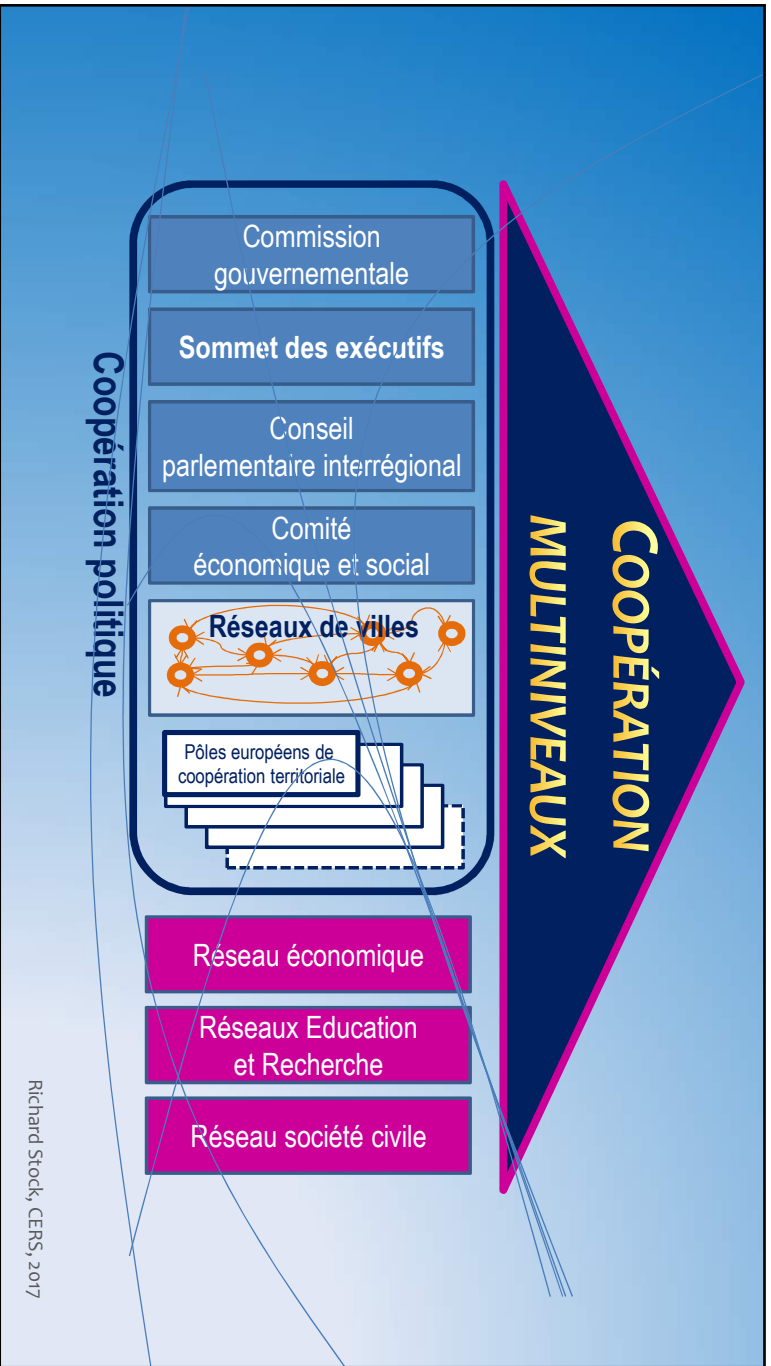 COOPÉRATION
MULTINIVEAUX
Commission
gouvernementale
Sommet des exécutifs
Conseil
parlementaire interrégional
Comité
économique et social
Réseaux de villes
Pôles européens de
coopération territoriale
Coopération politique
Réseau économique
Réseaux Education
et Recherche
Réseau société civile
Richard Stock, CERS, 2017